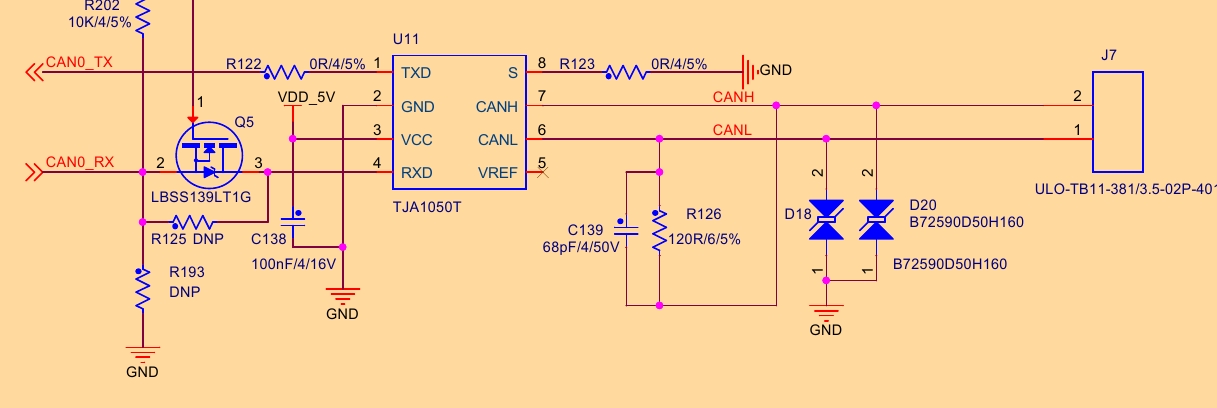 R202
10K/4/5%
U11
J7
CAN0_TX
R122
0R/4/5%
1
TXD
S
8
R123
0R/4/5%
GND
VDD_5V
2
GND
CANH
7
CANH
2
1
Q5
3
VCC
CANL
6
CANL
1
CAN0_RX
2
3
4
RXD
VREF
5
2
2
LBSS139LT1G
TJA1050T
ULO-TB11-381/3.5-02P-401
R125 DNP
C138
100nF/4/16V
C139
68pF/4/50V
R126
120R/6/5%
D18
D20
B72590D50H160
B72590D50H160
R193
DNP
1
1
GND
GND
GND